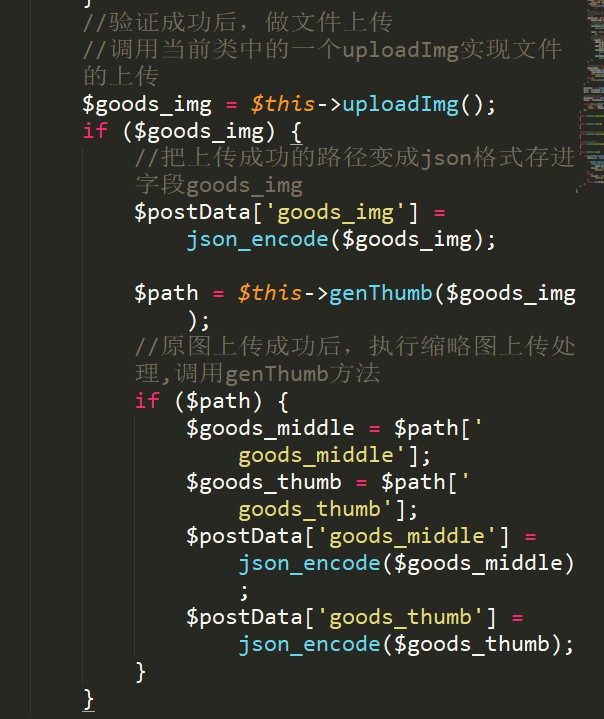 }
//验证成功后，做文件上传
//调用当前类中的一个uploadImg实现文件
的上传
$goods_img = $this->uploadImg();
if ($goods_img) {
//把上传成功的路径变成json格式存进
字段goods_img
$postData['goods_img'] =
json_encode($goods_img);
$path = $this->genThumb($goods_img
);
//原图上传成功后，执行缩略图上传处
理,调用genThumb方法
if ($path) {
$goods_middle = $path['
goods_middle'];
$goods_thumb = $path['
goods_thumb'];
$postData['goods_middle'] =
json_encode($goods_middle)
;
$postData['goods_thumb'] =
json_encode($goods_thumb);
}
}